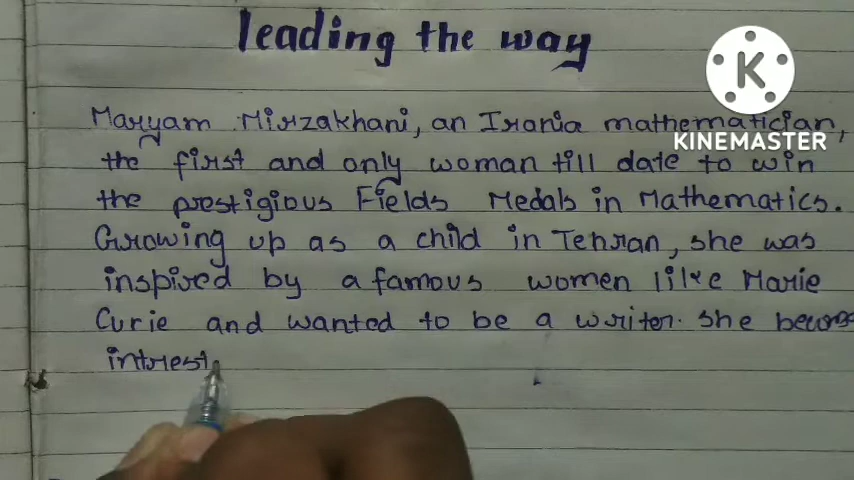 leading the way
K
KINEMASTER
Maryam Mirzakhani, an Irania mathematician,
the first and only woman till date to win
the prestigious Fields Medals in Mathematics.
Growing up as a child in Tehran, she was
inspired by a famous women like Marie
Curie and wanted to be a writer. she
intrest